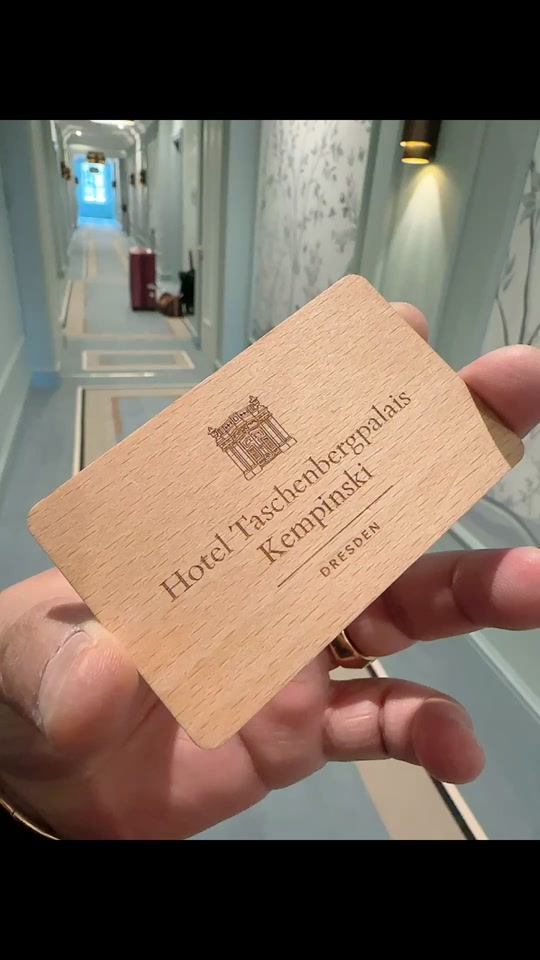 Hotel Taschenbergpalais
Kempinski
DRESDEN